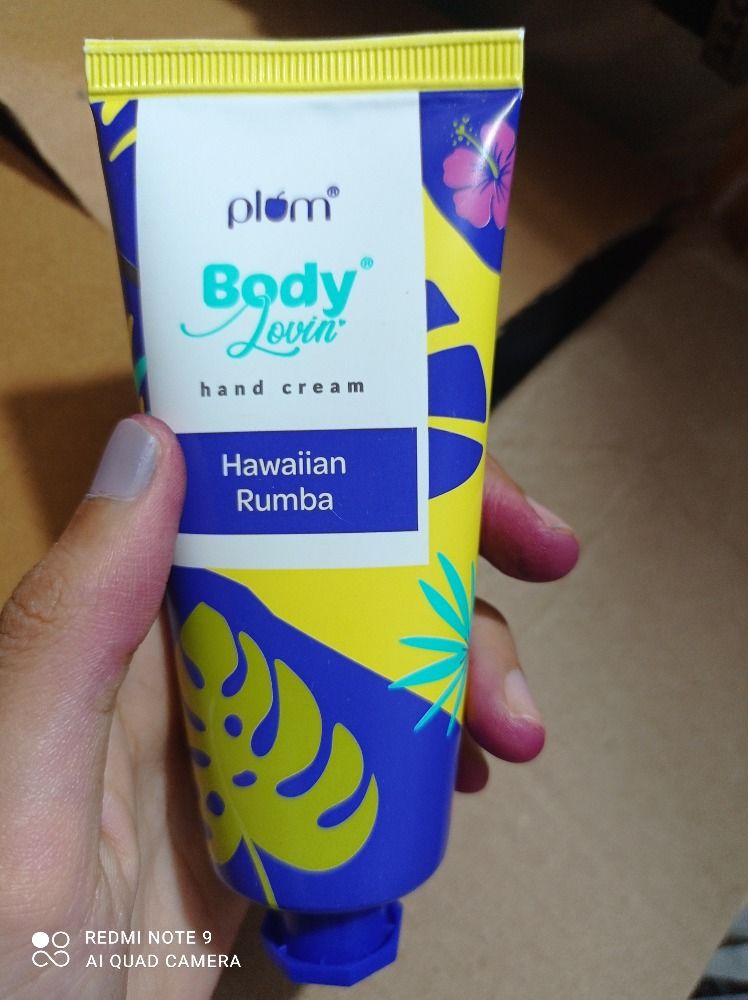 plum®
Body®
Lovin'
hand cream
Hawaiian
Rumba
REDMI NOTE 9
AI QUAD CAMERA